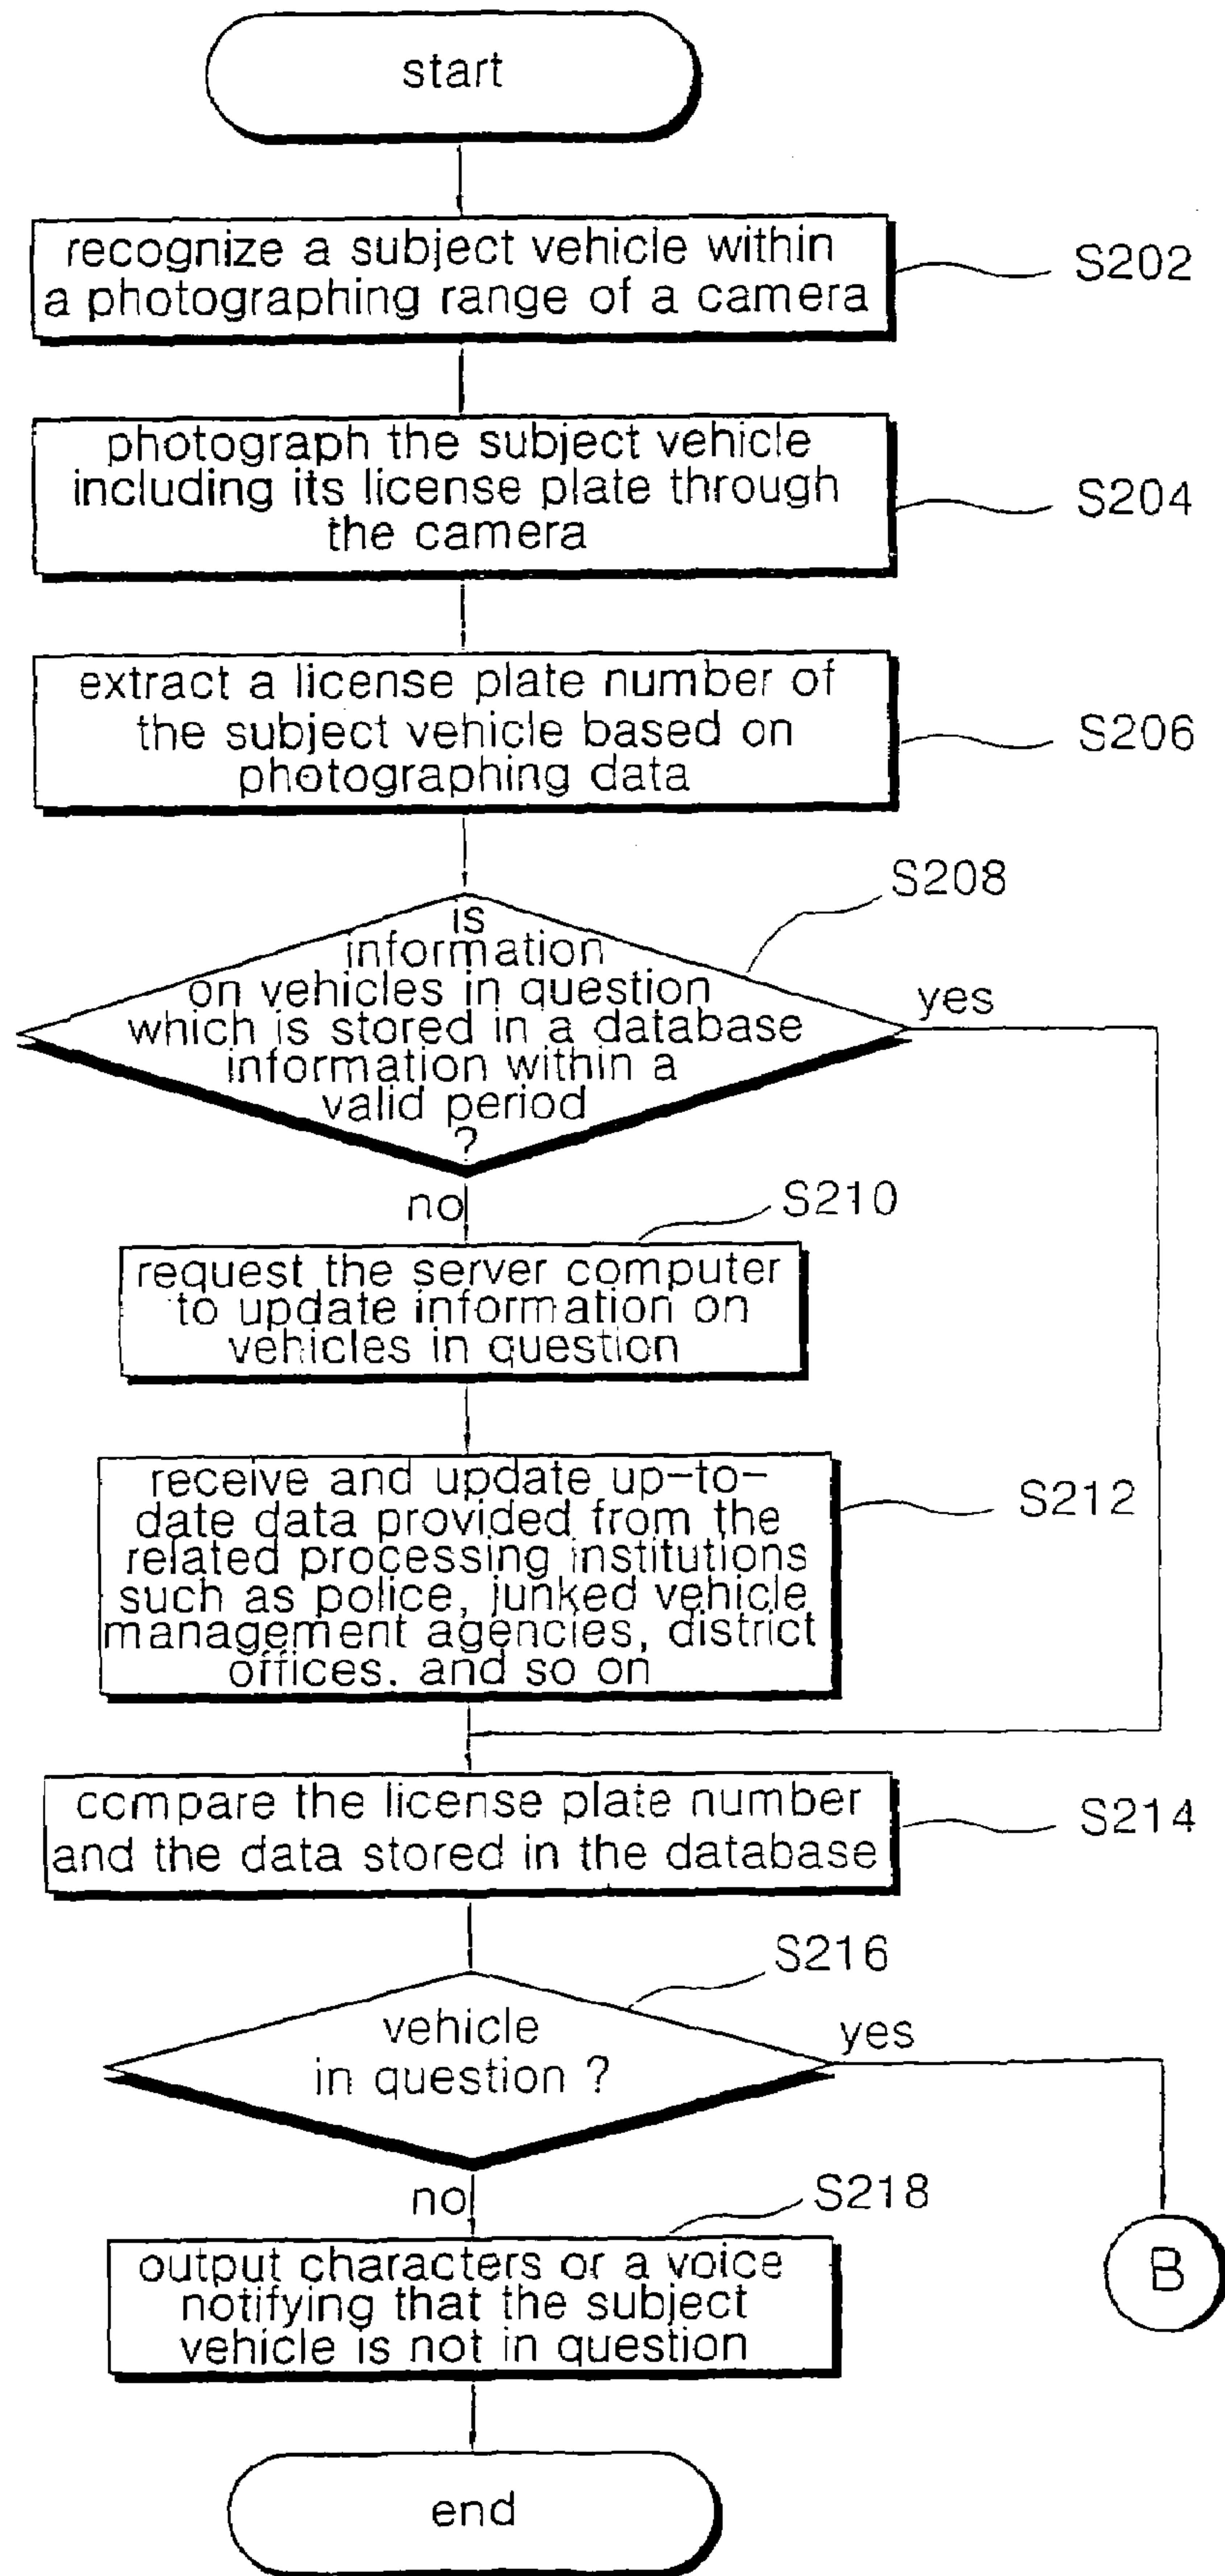 start
recognize a subject vehicle within
a photographing range of a camera
S202
photograph the subject vehicle
including its license plate through
the camera
S204
extract a license plate number of
the subject vehicle based on
photographing data
S206
S208
is
information
on vehicles in question
which is stored in a database
information within a
valid period
?
yes
no
S210
request the server computer
to update information on
vehicles in question
receive and update up-to-
date data provided from the
related processing institutions
such as police, junked vehicle
management agencies, district
offices. and so on
S212
compare the license plate number
and the data stored in the database
S214
S216
vehicle
in question ?
yes
no
S218
output characters or a voice
notifying that the subject
vehicle is not in question
B
end